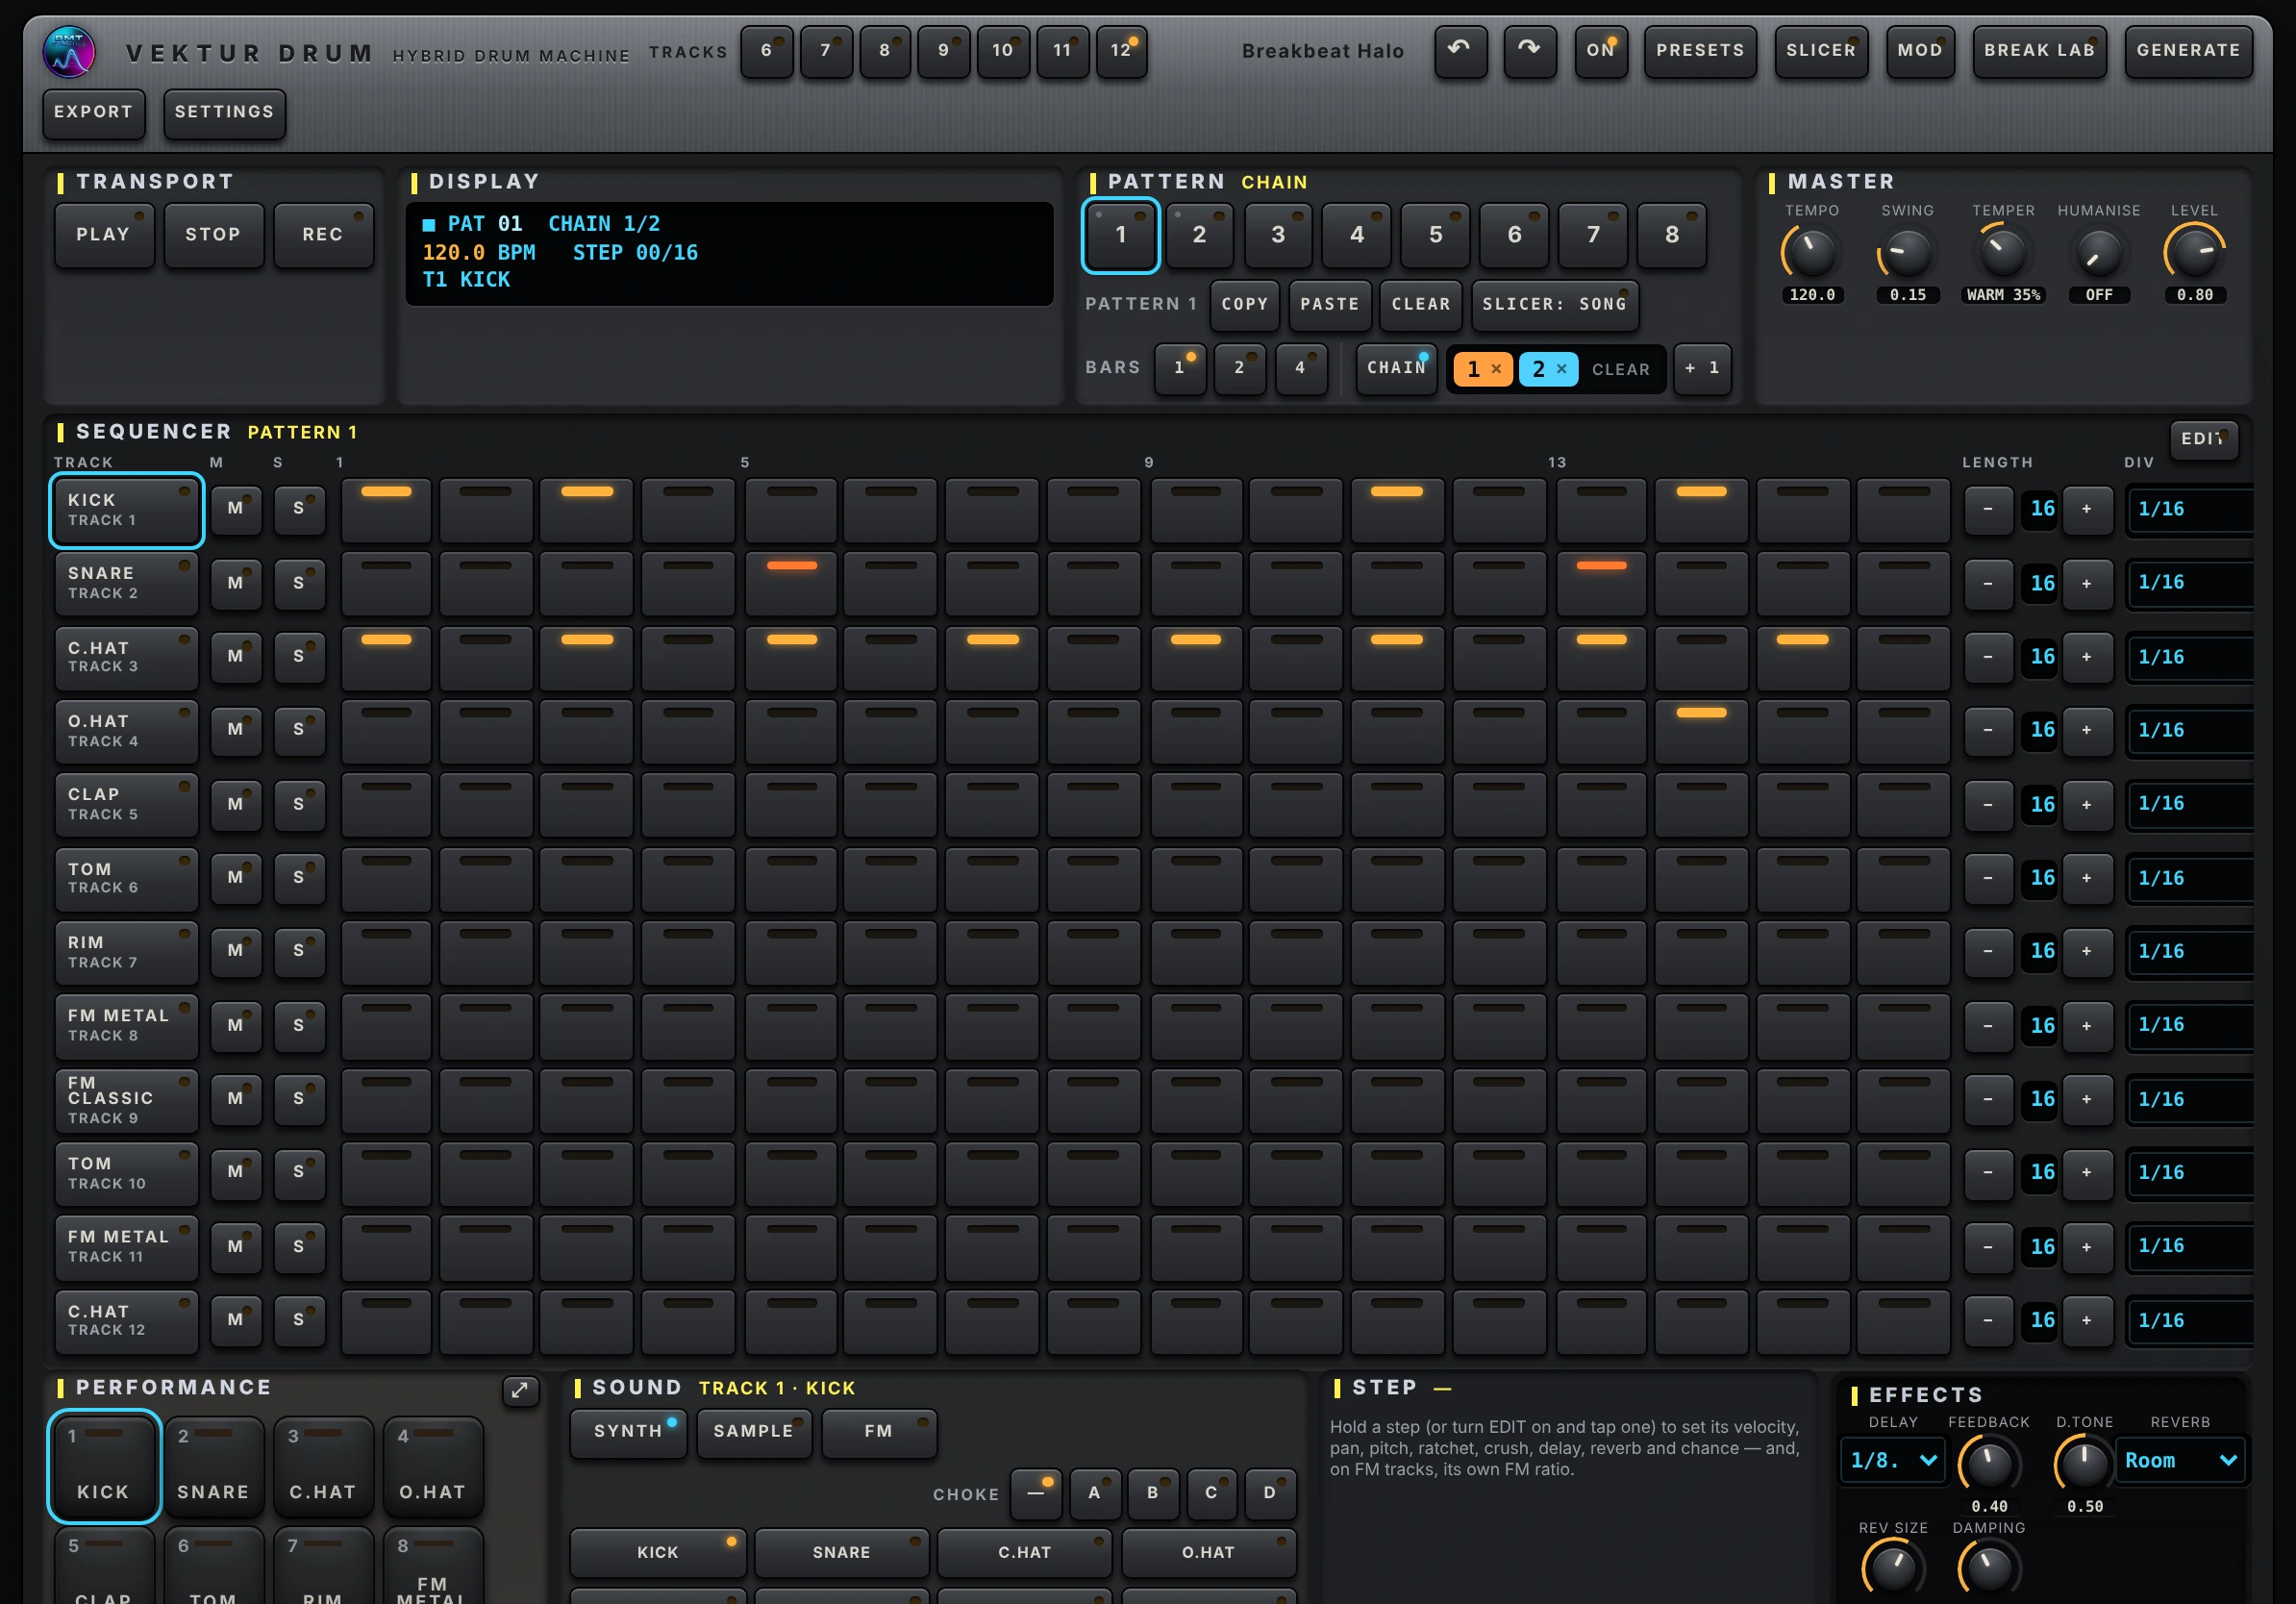 VEKTUR DRUM HYBRID DRUM MACHINE TRACKS 6 7 8 9 10 11 12 Breakbeat Halo ↶ ↷ ON PRESETS SLICER MOD BREAK LAB GENERATE
EXPORT SETTINGS
TRANSPORT
PLAY STOP REC
DISPLAY
■ PAT 01 CHAIN 1/2
120.0 BPM STEP 00/16
T1 KICK
PATTERN CHAIN
1 2 3 4 5 6 7 8
PATTERN 1 COPY PASTE CLEAR SLICER: SONG
BARS 1 2 4 CHAIN 1 × 2 × CLEAR + 1
MASTER
TEMPO SWING TEMPER HUMANISE LEVEL
120.0 0.15 WARM 35% OFF 0.80
SEQUENCER PATTERN 1 EDIT
TRACK M S 1 5 9 13 LENGTH DIV
KICK
TRACK 1 M S − 16 + 1/16
SNARE
TRACK 2 M S − 16 + 1/16
C.HAT
TRACK 3 M S − 16 + 1/16
O.HAT
TRACK 4 M S − 16 + 1/16
CLAP
TRACK 5 M S − 16 + 1/16
TOM
TRACK 6 M S − 16 + 1/16
RIM
TRACK 7 M S − 16 + 1/16
FM METAL
TRACK 8 M S − 16 + 1/16
FM
CLASSIC
TRACK 9 M S − 16 + 1/16
TOM
TRACK 10 M S − 16 + 1/16
FM METAL
TRACK 11 M S − 16 + 1/16
C.HAT
TRACK 12 M S − 16 + 1/16
PERFORMANCE
1 2 3 4
KICK SNARE C.HAT O.HAT
5 6 7 8
CLAP TOM RIM FM METAL
SOUND TRACK 1 · KICK
SYNTH SAMPLE FM
CHOKE — A B C D
KICK SNARE C.HAT O.HAT
STEP —
Hold a step (or turn EDIT on and tap one) to set its velocity,
pan, pitch, ratchet, crush, delay, reverb and chance — and,
on FM tracks, its own FM ratio.
EFFECTS
DELAY FEEDBACK D.TONE REVERB
1/8. Room
0.40 0.50
REV SIZE DAMPING